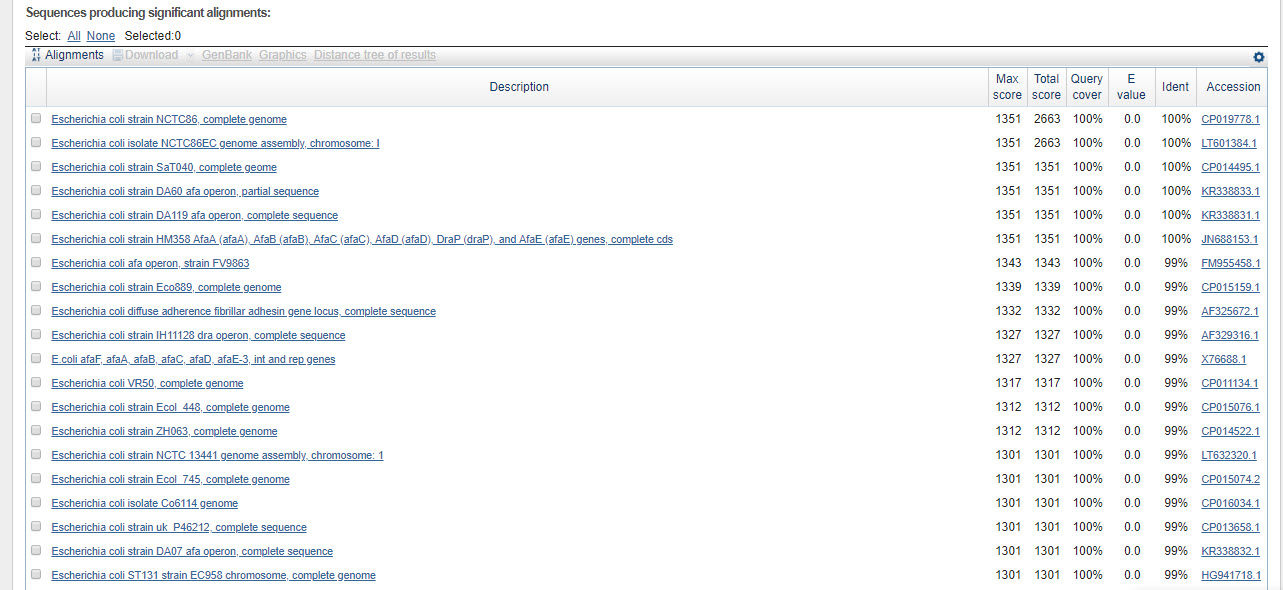 Sequences producing significant alignments:
Select: All None Selected:0
Alignments Download GenBank Graphics Distance tree of results
Description Max score Total score Query cover E value Ident Accession
Escherichia coli strain NCTC86, complete genome 1351 2663 100% 0.0 100% CP019778.1
Escherichia coli isolate NCTC86EC genome assembly, chromosome: I 1351 2663 100% 0.0 100% LT601384.1
Escherichia coli strain SaT040, complete geome 1351 1351 100% 0.0 100% CP014495.1
Escherichia coli strain DA60 afa operon, partial sequence 1351 1351 100% 0.0 100% KR338833.1
Escherichia coli strain DA119 afa operon, complete sequence 1351 1351 100% 0.0 100% KR338831.1
Escherichia coli strain HM358 AfaA (afaA), AfaB (afaB), AfaC (afaC), AfaD (afaD), DraP (draP), and AfaE (afaE) genes, complete cds 1351 1351 100% 0.0 100% JN688153.1
Escherichia coli afa operon, strain FV9863 1343 1343 100% 0.0 99% FM955458.1
Escherichia coli strain Eco889, complete genome 1339 1339 100% 0.0 99% CP015159.1
Escherichia coli diffuse adherence fibrillar adhesin gene locus, complete sequence 1332 1332 100% 0.0 99% AF325672.1
Escherichia coli strain IH11128 dra operon, complete sequence 1327 1327 100% 0.0 99% AF329316.1
E.coli afaF, afaA, afaB, afaC, afaD, afaE-3, int and rep genes 1327 1327 100% 0.0 99% X76688.1
Escherichia coli VR50, complete genome 1317 1317 100% 0.0 99% CP011134.1
Escherichia coli strain Ecol_448, complete genome 1312 1312 100% 0.0 99% CP015076.1
Escherichia coli strain ZH063, complete genome 1312 1312 100% 0.0 99% CP014522.1
Escherichia coli strain NCTC 13441 genome assembly, chromosome: 1 1301 1301 100% 0.0 99% LT632320.1
Escherichia coli strain Ecol_745, complete genome 1301 1301 100% 0.0 99% CP015074.2
Escherichia coli isolate Co6114 genome 1301 1301 100% 0.0 99% CP016034.1
Escherichia coli strain uk_P46212, complete sequence 1301 1301 100% 0.0 99% CP013658.1
Escherichia coli strain DA07 afa operon, complete sequence 1301 1301 100% 0.0 99% KR338832.1
Escherichia coli ST131 strain EC958 chromosome, complete genome 1301 1301 100% 0.0 99% HG941718.1